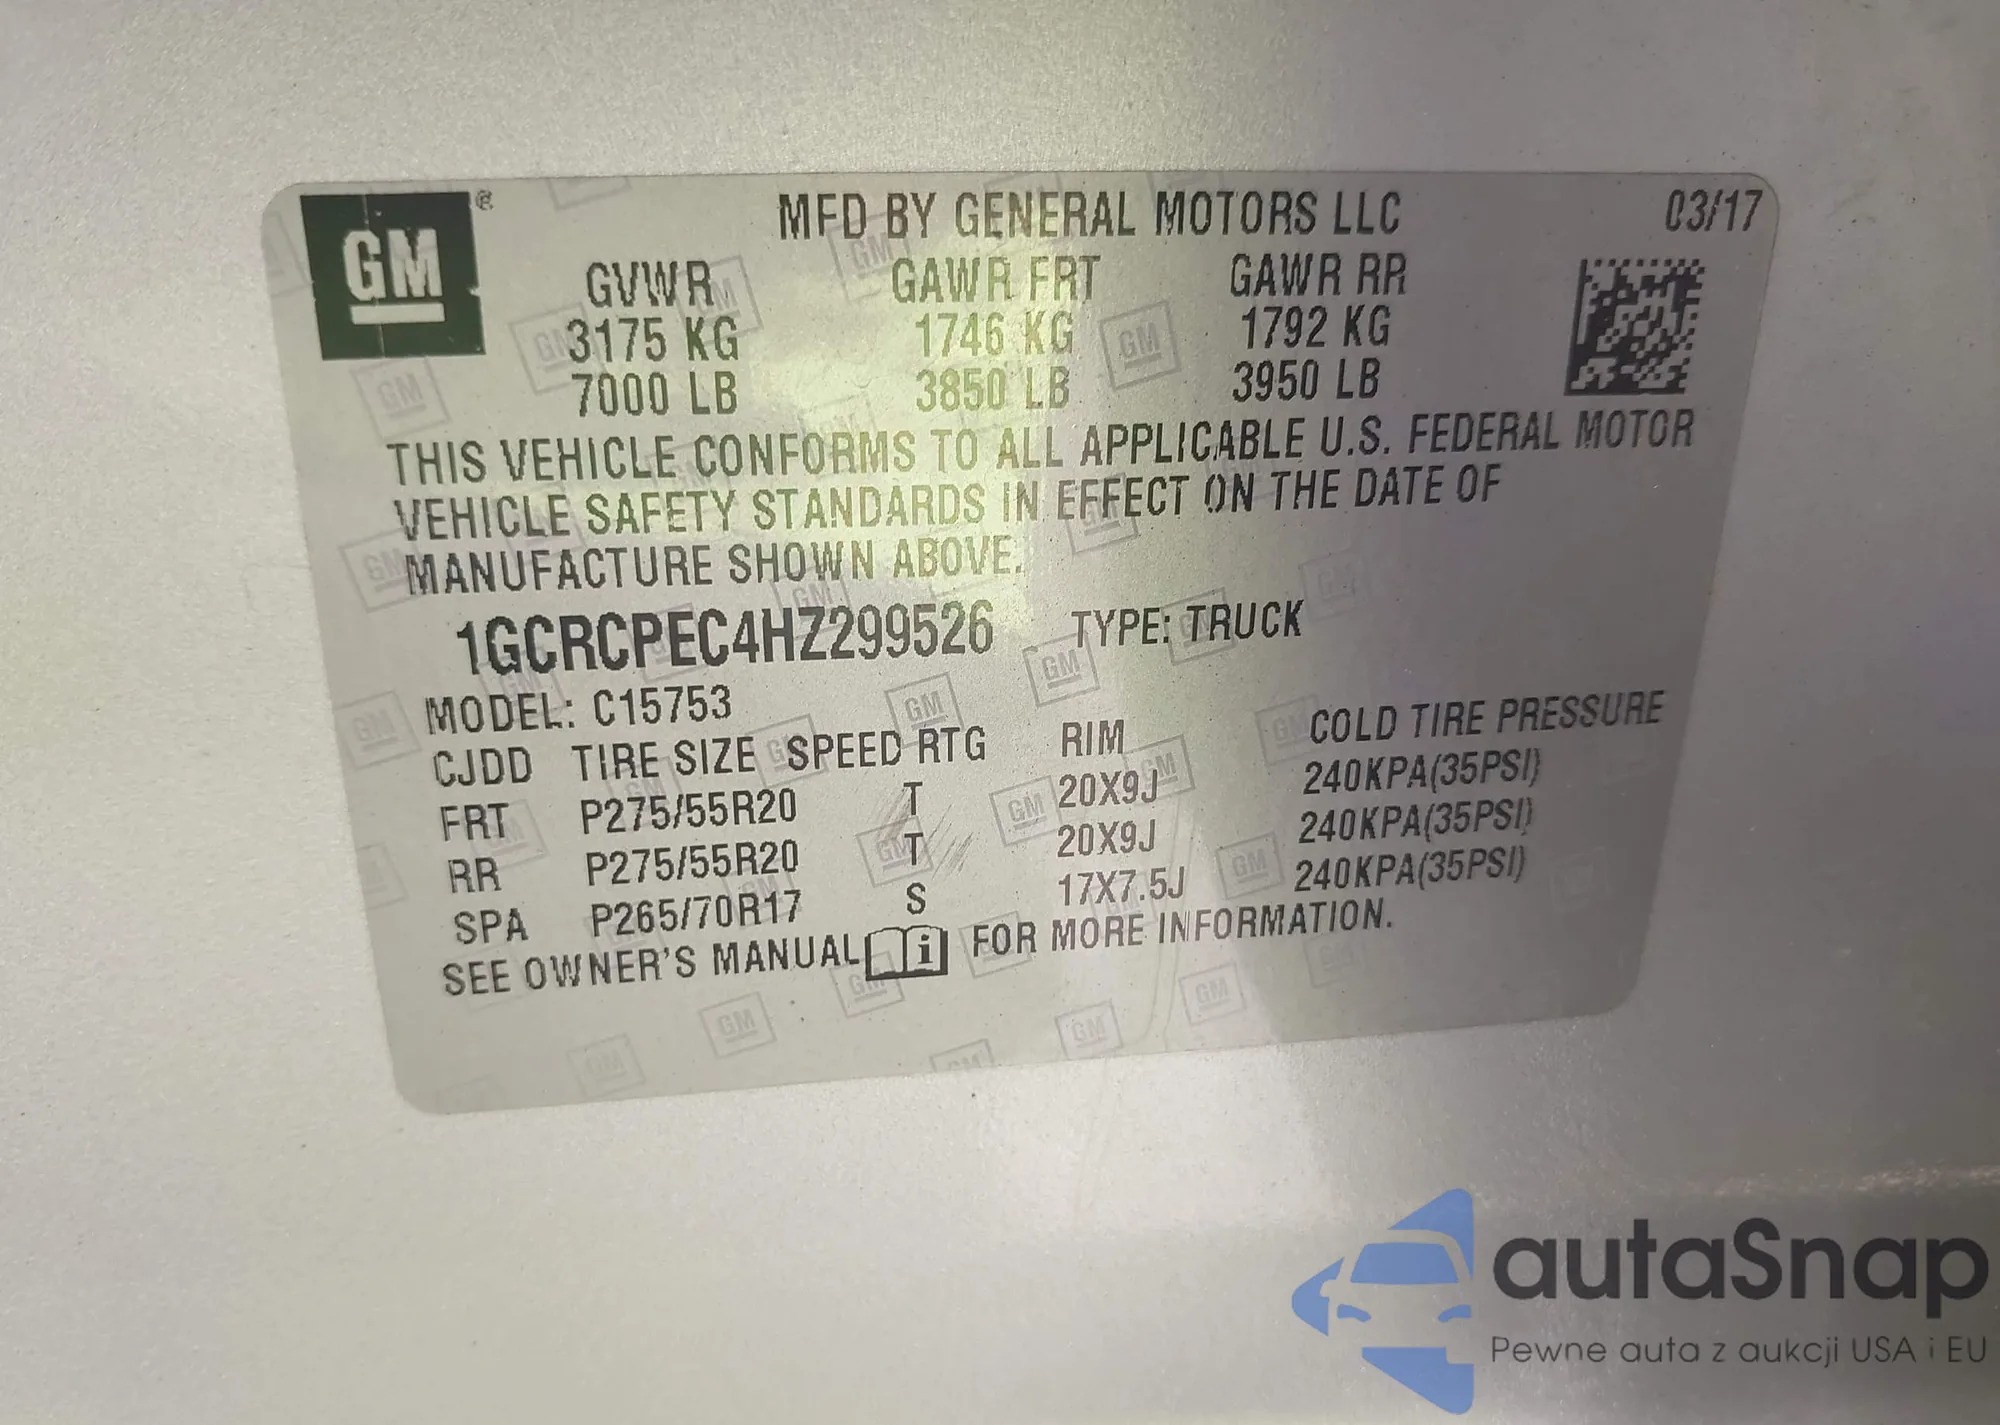 GM®
MFD BY GENERAL MOTORS LLC 03/17
GVWR GAWR FRT GAWR RR
3175 KG 1746 KG 1792 KG
7000 LB 3850 LB 3950 LB
THIS VEHICLE CONFORMS TO ALL APPLICABLE U.S. FEDERAL MOTOR
VEHICLE SAFETY STANDARDS IN EFFECT ON THE DATE OF
MANUFACTURE SHOWN ABOVE.
1GCRCPEC4HZ299526 TYPE: TRUCK
MODEL: C15753
CJDD TIRE SIZE SPEED RTG RIM COLD TIRE PRESSURE
FRT P275/55R20 T 20X9J 240KPA(35PSI)
RR P275/55R20 T 20X9J 240KPA(35PSI)
SPA P265/70R17 S 17X7.5J 240KPA(35PSI)
SEE OWNER'S MANUAL i FOR MORE INFORMATION.
autaSnap
Pewne auta z aukcji USA i EU